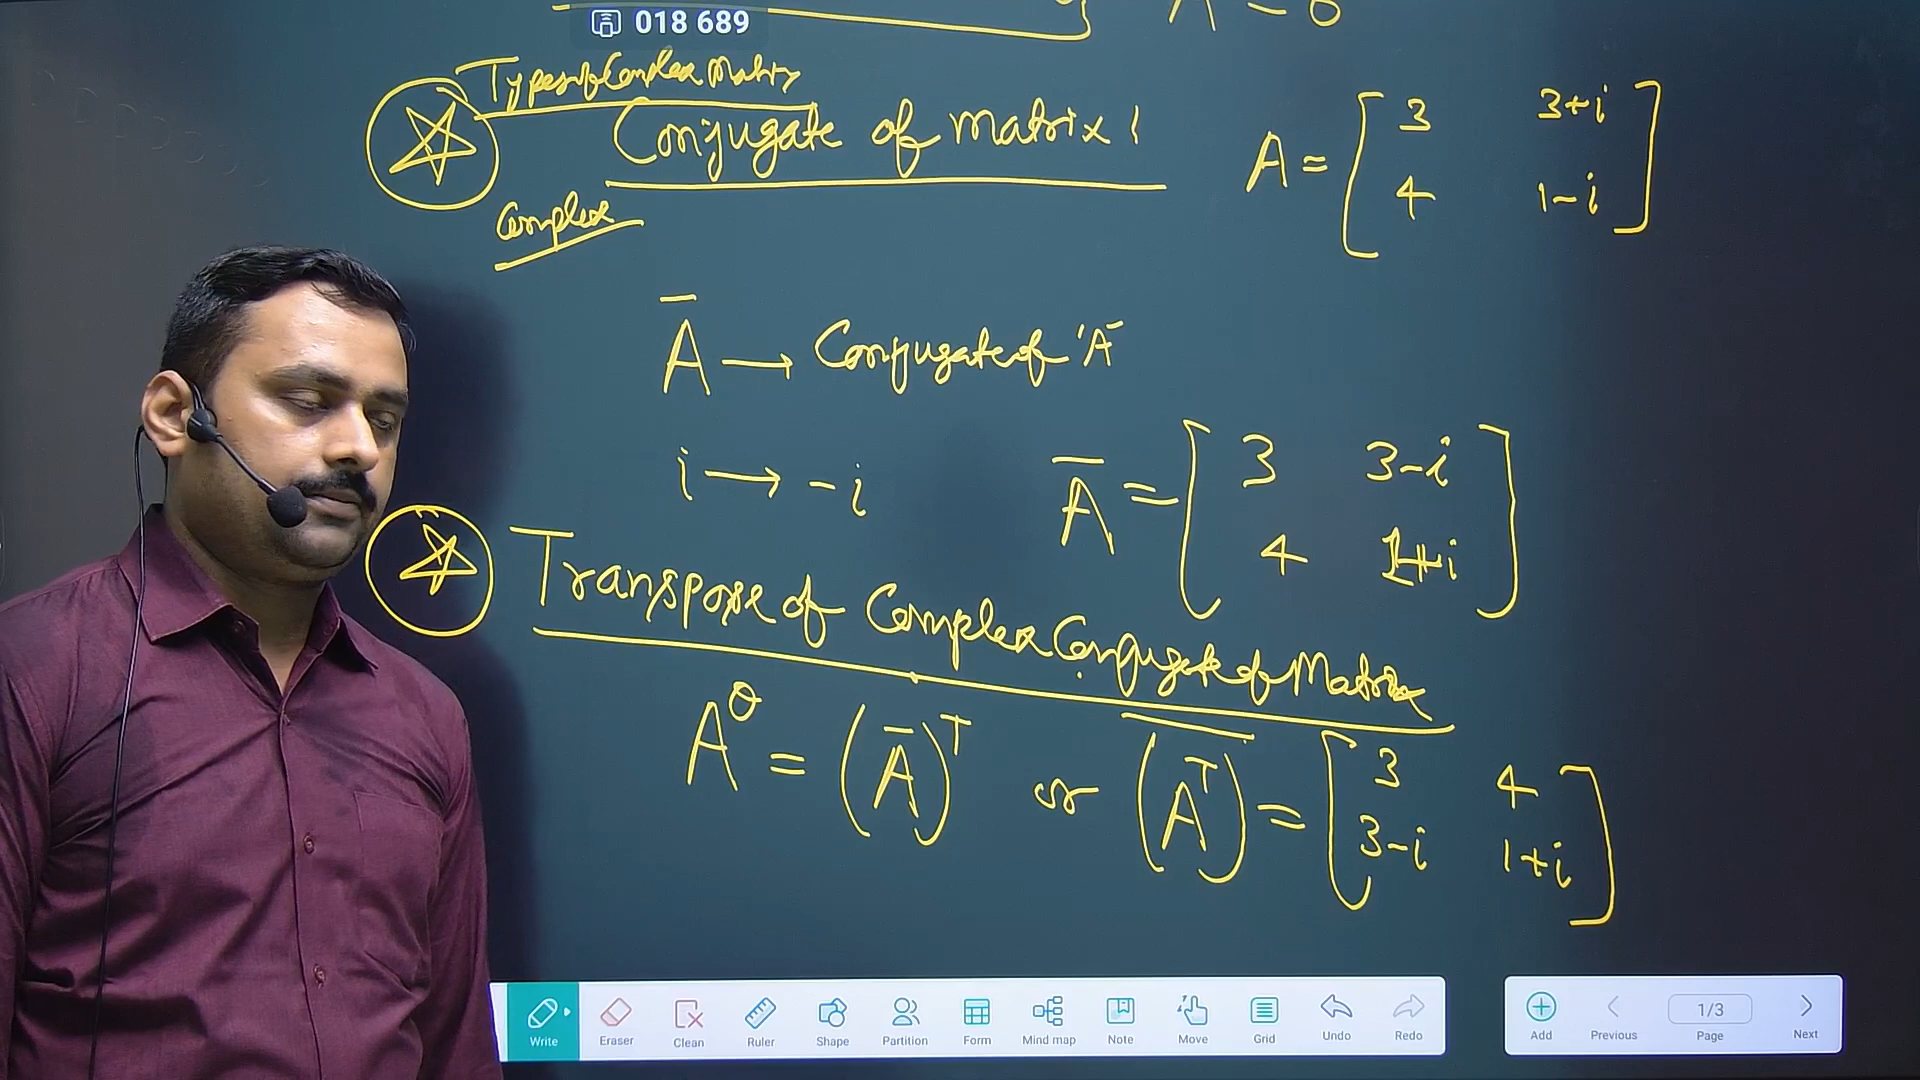 018 689
A = 0
Types of Complex Matrix
Conjugate of matrix !
Complex
A = [ 3 3+i
4 1-i ]
Ā → Conjugate of 'A'
i → -i
Ā = [ 3 3-i
4 1+i ]
Transpose of Complex Conjugate of Matrix
A^θ = (Ā)^T or \overline{(A^T)} = [ 3 4
3-i 1+i ]
Write Eraser Clean Ruler Shape Partition Form Mind map Note Move Grid Undo Redo
Add Previous 1/3 Page Next